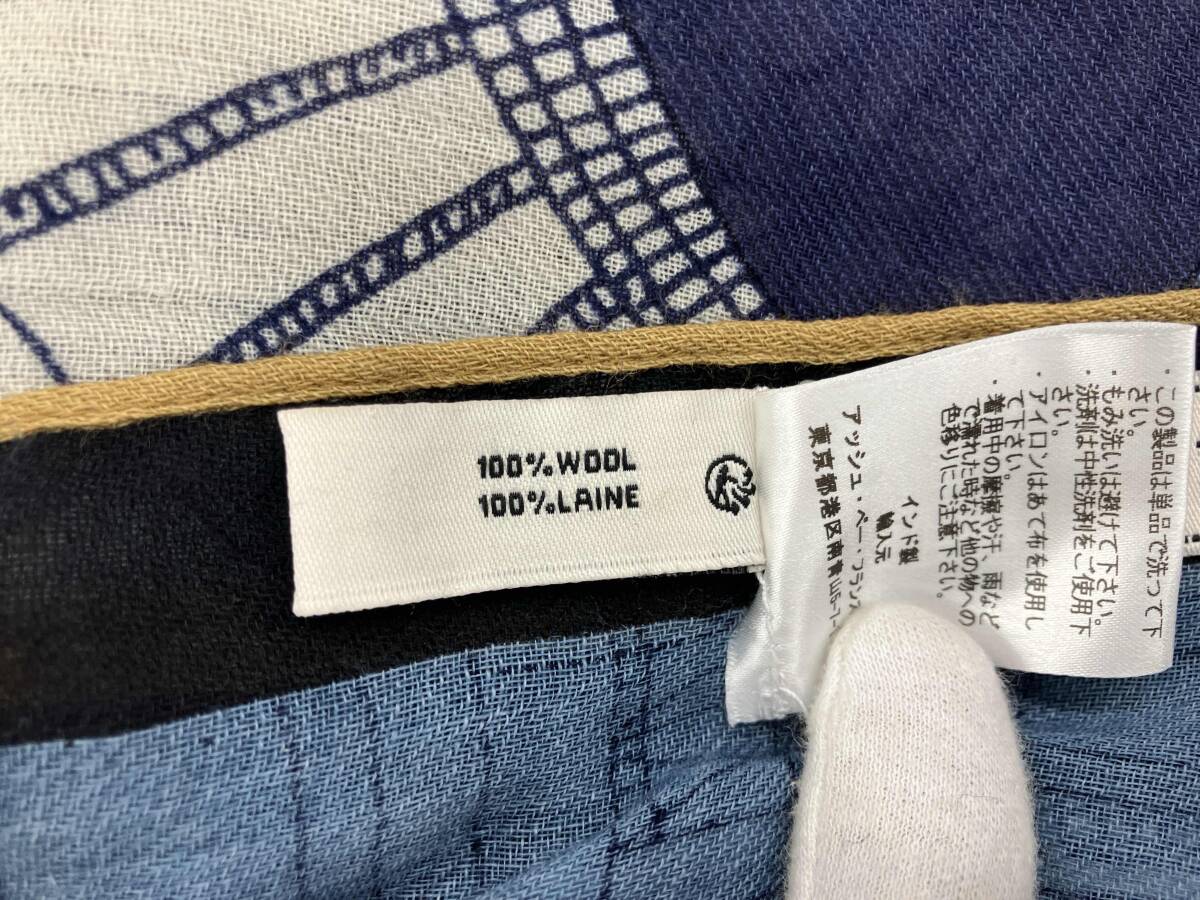 100% WOOL
100% LAINE
・この製品は単品で洗って下
さい。
・もみ洗いは避けて下さい。
洗剤は中性洗剤をご使用下
さい。
・アイロンはあて布を使用し
て下さい。
・着用中の摩擦や汗、雨など
で濡れた時など他の物への
色移りにご注意下さい。
インド製
輸入元
アッシュ・ペー・フランス
東京都港区南青山5-